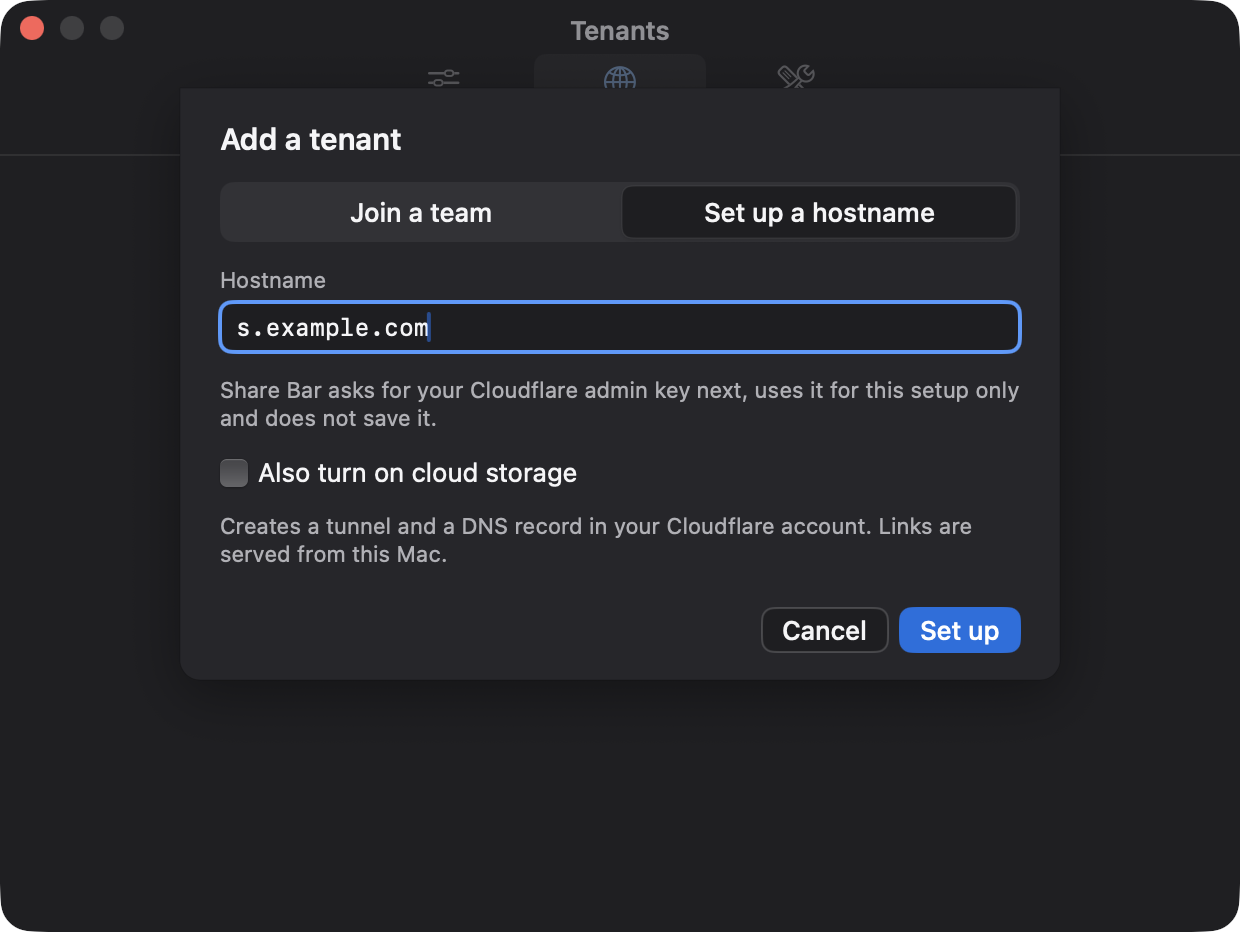 Tenants
Add a tenant
Join a team
Set up a hostname
Hostname
s.example.com
Share Bar asks for your Cloudflare admin key next, uses it for this setup only
and does not save it.
Also turn on cloud storage
Creates a tunnel and a DNS record in your Cloudflare account. Links are
served from this Mac.
Cancel
Set up